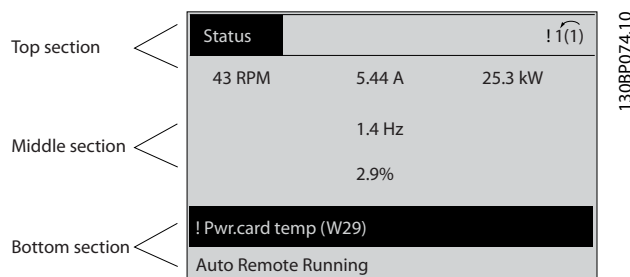 Status
! 1(1)
Top section
43 RPM 5.44 A 25.3 kW
1.4 Hz
Middle section
2.9%
! Pwr.card temp (W29)
Bottom section
Auto Remote Running
130BP074.10